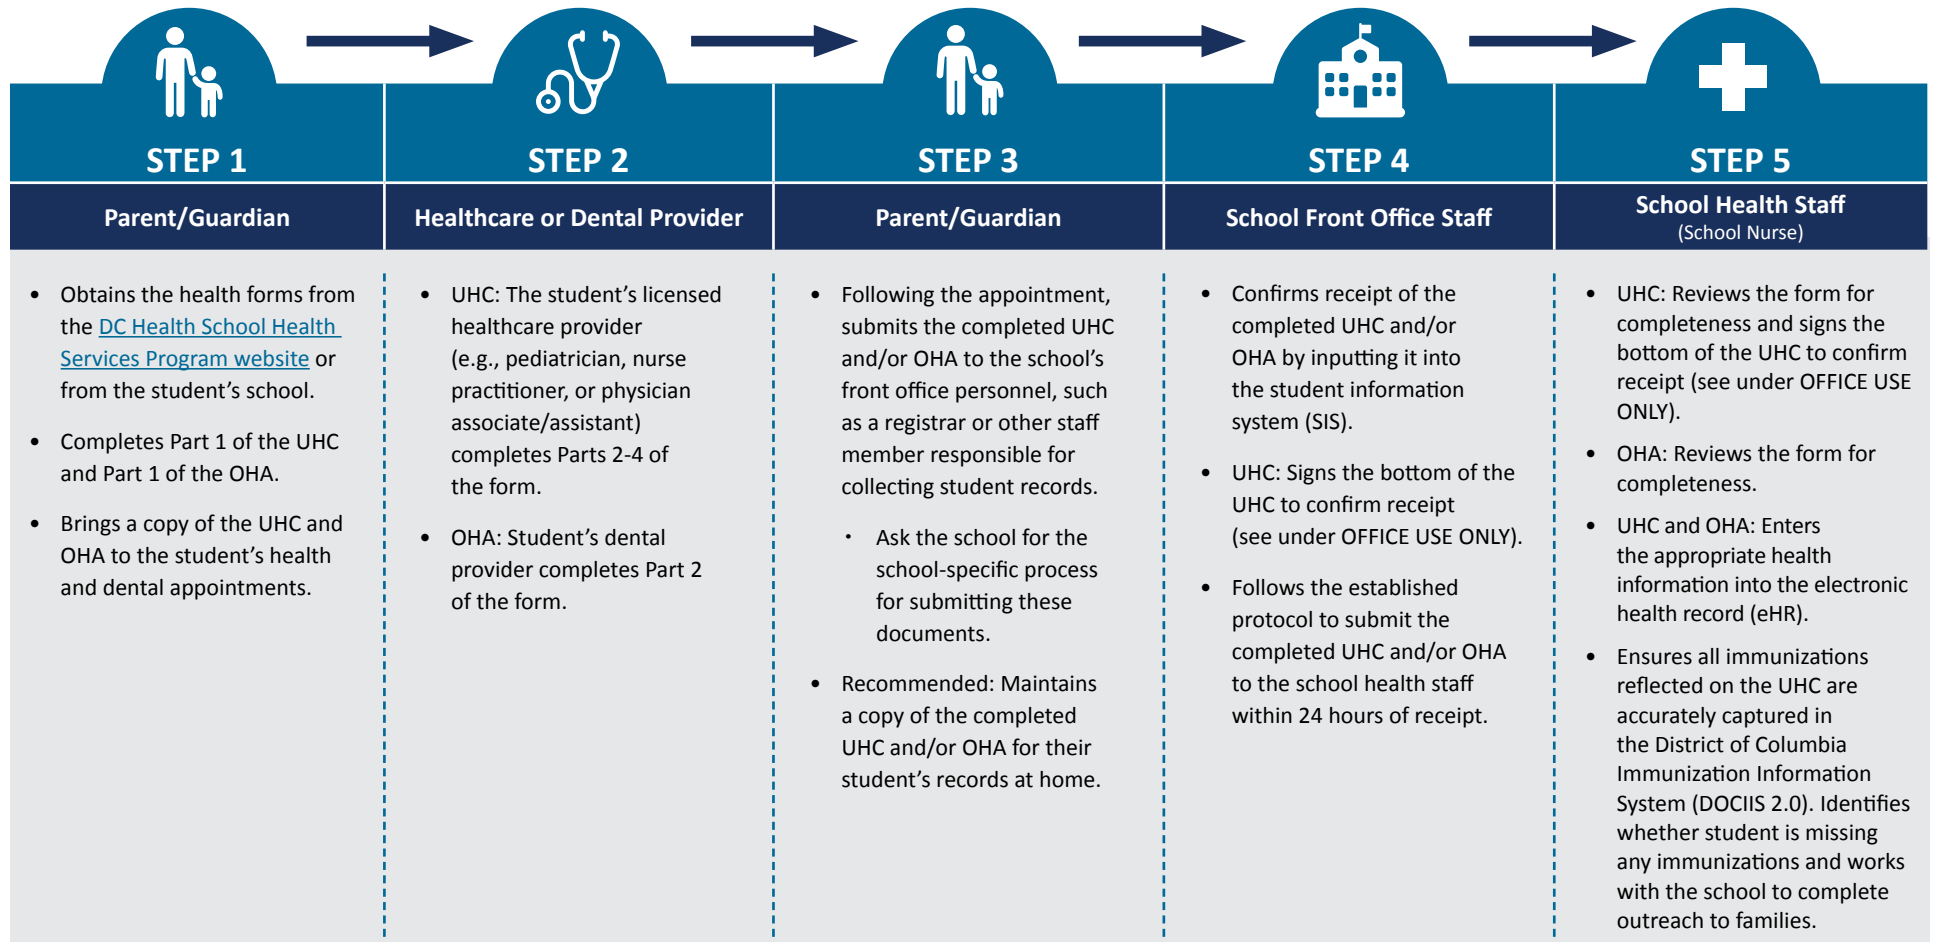 STEP 1
Parent/Guardian
• Obtains the health forms from
the DC Health School Health
Services Program website or
from the student’s school.
• Completes Part 1 of the UHC
and Part 1 of the OHA.
• Brings a copy of the UHC and
OHA to the student’s health
and dental appointments.
STEP 2
Healthcare or Dental Provider
• UHC: The student’s licensed
healthcare provider
(e.g., pediatrician, nurse
practitioner, or physician
associate/assistant)
completes Parts 2-4 of
the form.
• OHA: Student’s dental
provider completes Part 2
of the form.
STEP 3
Parent/Guardian
• Following the appointment,
submits the completed UHC
and/or OHA to the school’s
front office personnel, such
as a registrar or other staff
member responsible for
collecting student records.
• Ask the school for the
school-specific process
for submitting these
documents.
• Recommended: Maintains
a copy of the completed
UHC and/or OHA for their
student’s records at home.
STEP 4
School Front Office Staff
• Confirms receipt of the
completed UHC and/or
OHA by inputting it into
the student information
system (SIS).
• UHC: Signs the bottom of the
UHC to confirm receipt
(see under OFFICE USE ONLY).
• Follows the established
protocol to submit the
completed UHC and/or OHA
to the school health staff
within 24 hours of receipt.
STEP 5
School Health Staff
(School Nurse)
• UHC: Reviews the form for
completeness and signs the
bottom of the UHC to confirm
receipt (see under OFFICE USE
ONLY).
• OHA: Reviews the form for
completeness.
• UHC and OHA: Enters
the appropriate health
information into the electronic
health record (eHR).
• Ensures all immunizations
reflected on the UHC are
accurately captured in
the District of Columbia
Immunization Information
System (DOCIIS 2.0). Identifies
whether student is missing
any immunizations and works
with the school to complete
outreach to families.